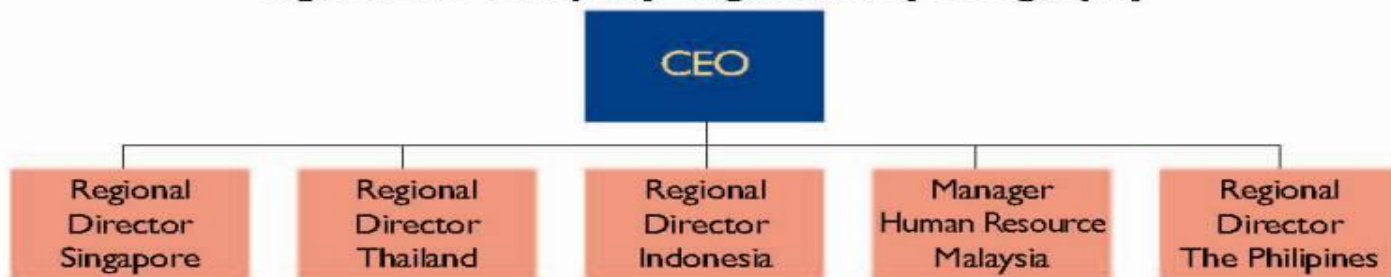 CEO
Regional
Director
Singapore
Regional
Director
Thailand
Regional
Director
Indonesia
Manager
Human Resource
Malaysia
Regional
Director
The Philipines